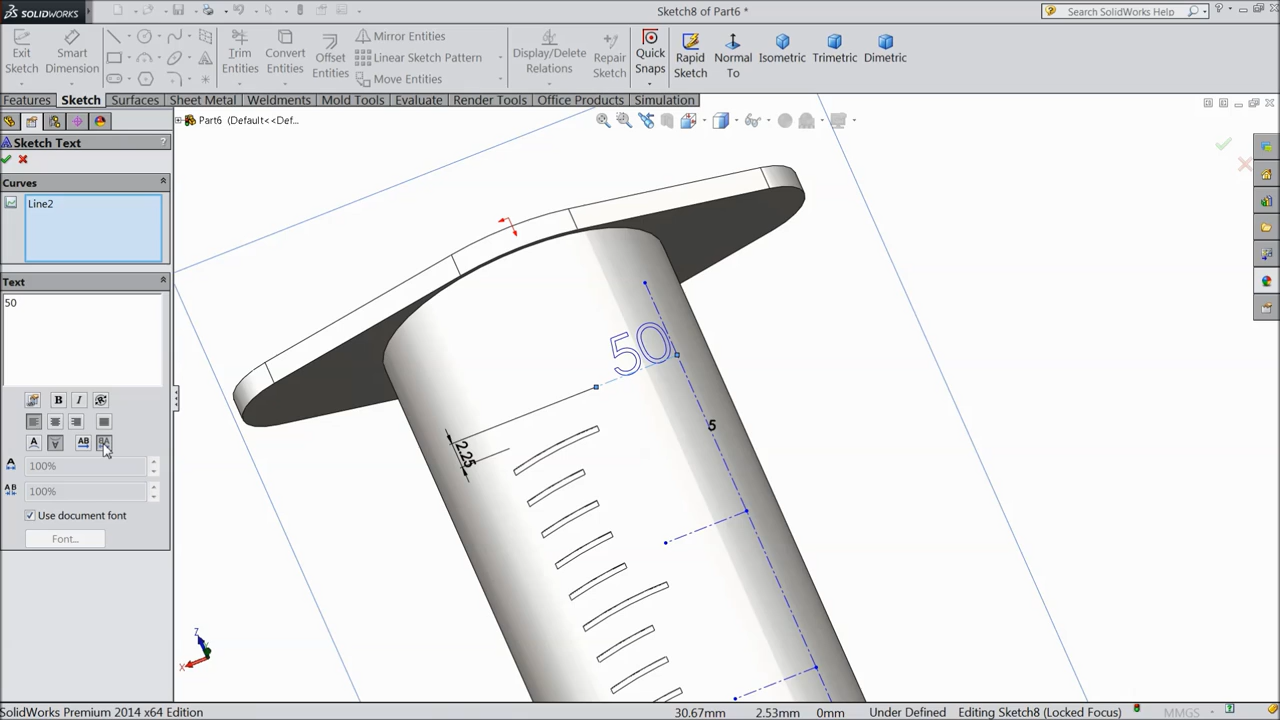 SOLIDWORKS
Sketch8 of Part6 *
Search SolidWorks Help
Exit Sketch
Smart Dimension
Trim Entities
Convert Entities
Offset Entities
Mirror Entities
Linear Sketch Pattern
Move Entities
Display/Delete Relations
Repair Sketch
Quick Snaps
Rapid Sketch
Normal To
Isometric
Trimetric
Dimetric
Features
Sketch
Surfaces
Sheet Metal
Weldments
Mold Tools
Evaluate
Render Tools
Office Products
Simulation
Part6 (Default<<Def...
Sketch Text
?
Curves
Line2
Text
50
B I
A A AB
100%
AB 100%
Use document font
Font...
50
5
2.25
Z
X
SolidWorks Premium 2014 x64 Edition
30.67mm 2.53mm 0mm Under Defined Editing Sketch8 (Locked Focus) MMGS